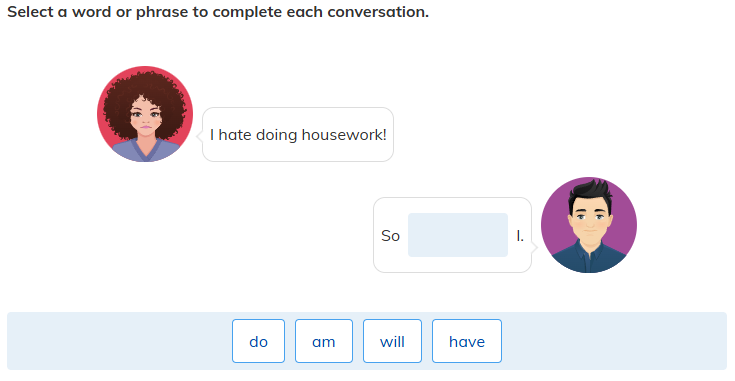 Select a word or phrase to complete each conversation.
I hate doing housework!
So I.
do am will have